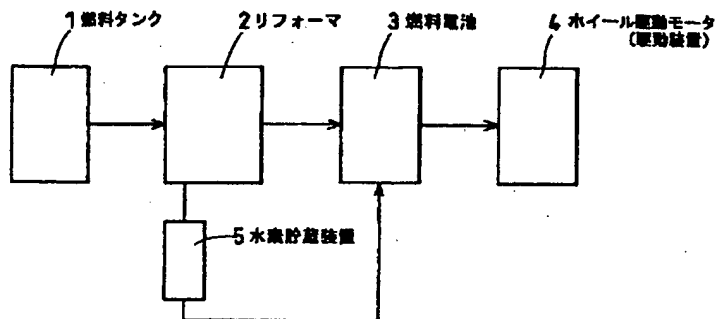 1 燃料タンク
2 リフォーマ
3 燃料電池
4 ホイール駆動モータ
(駆動装置)
5 水素貯蔵装置